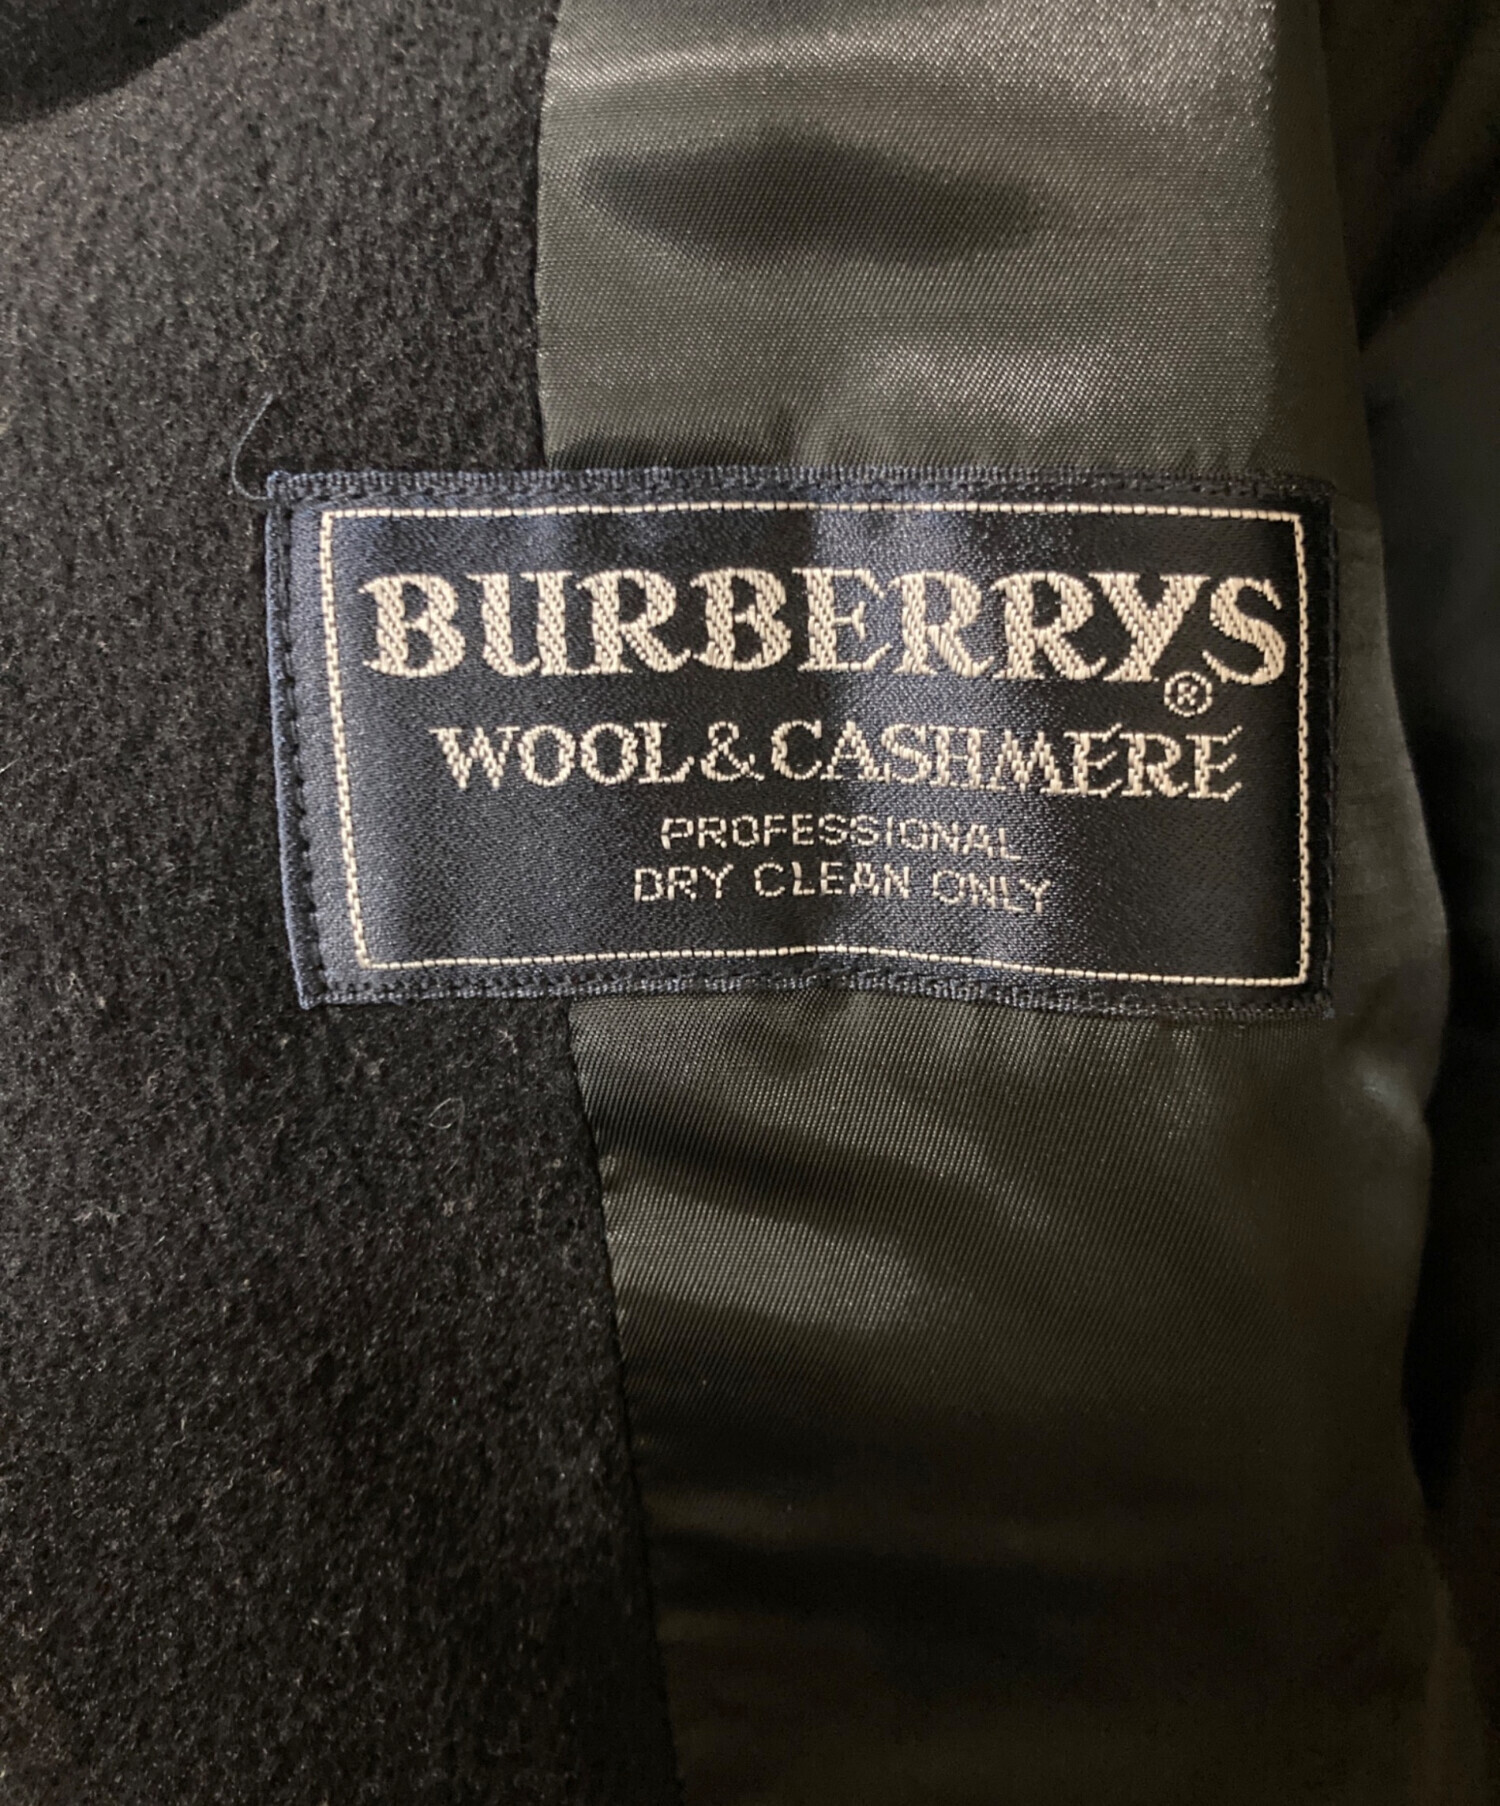 BURBERRYS®
WOOL&CASHMERE
PROFESSIONAL
DRY CLEAN ONLY